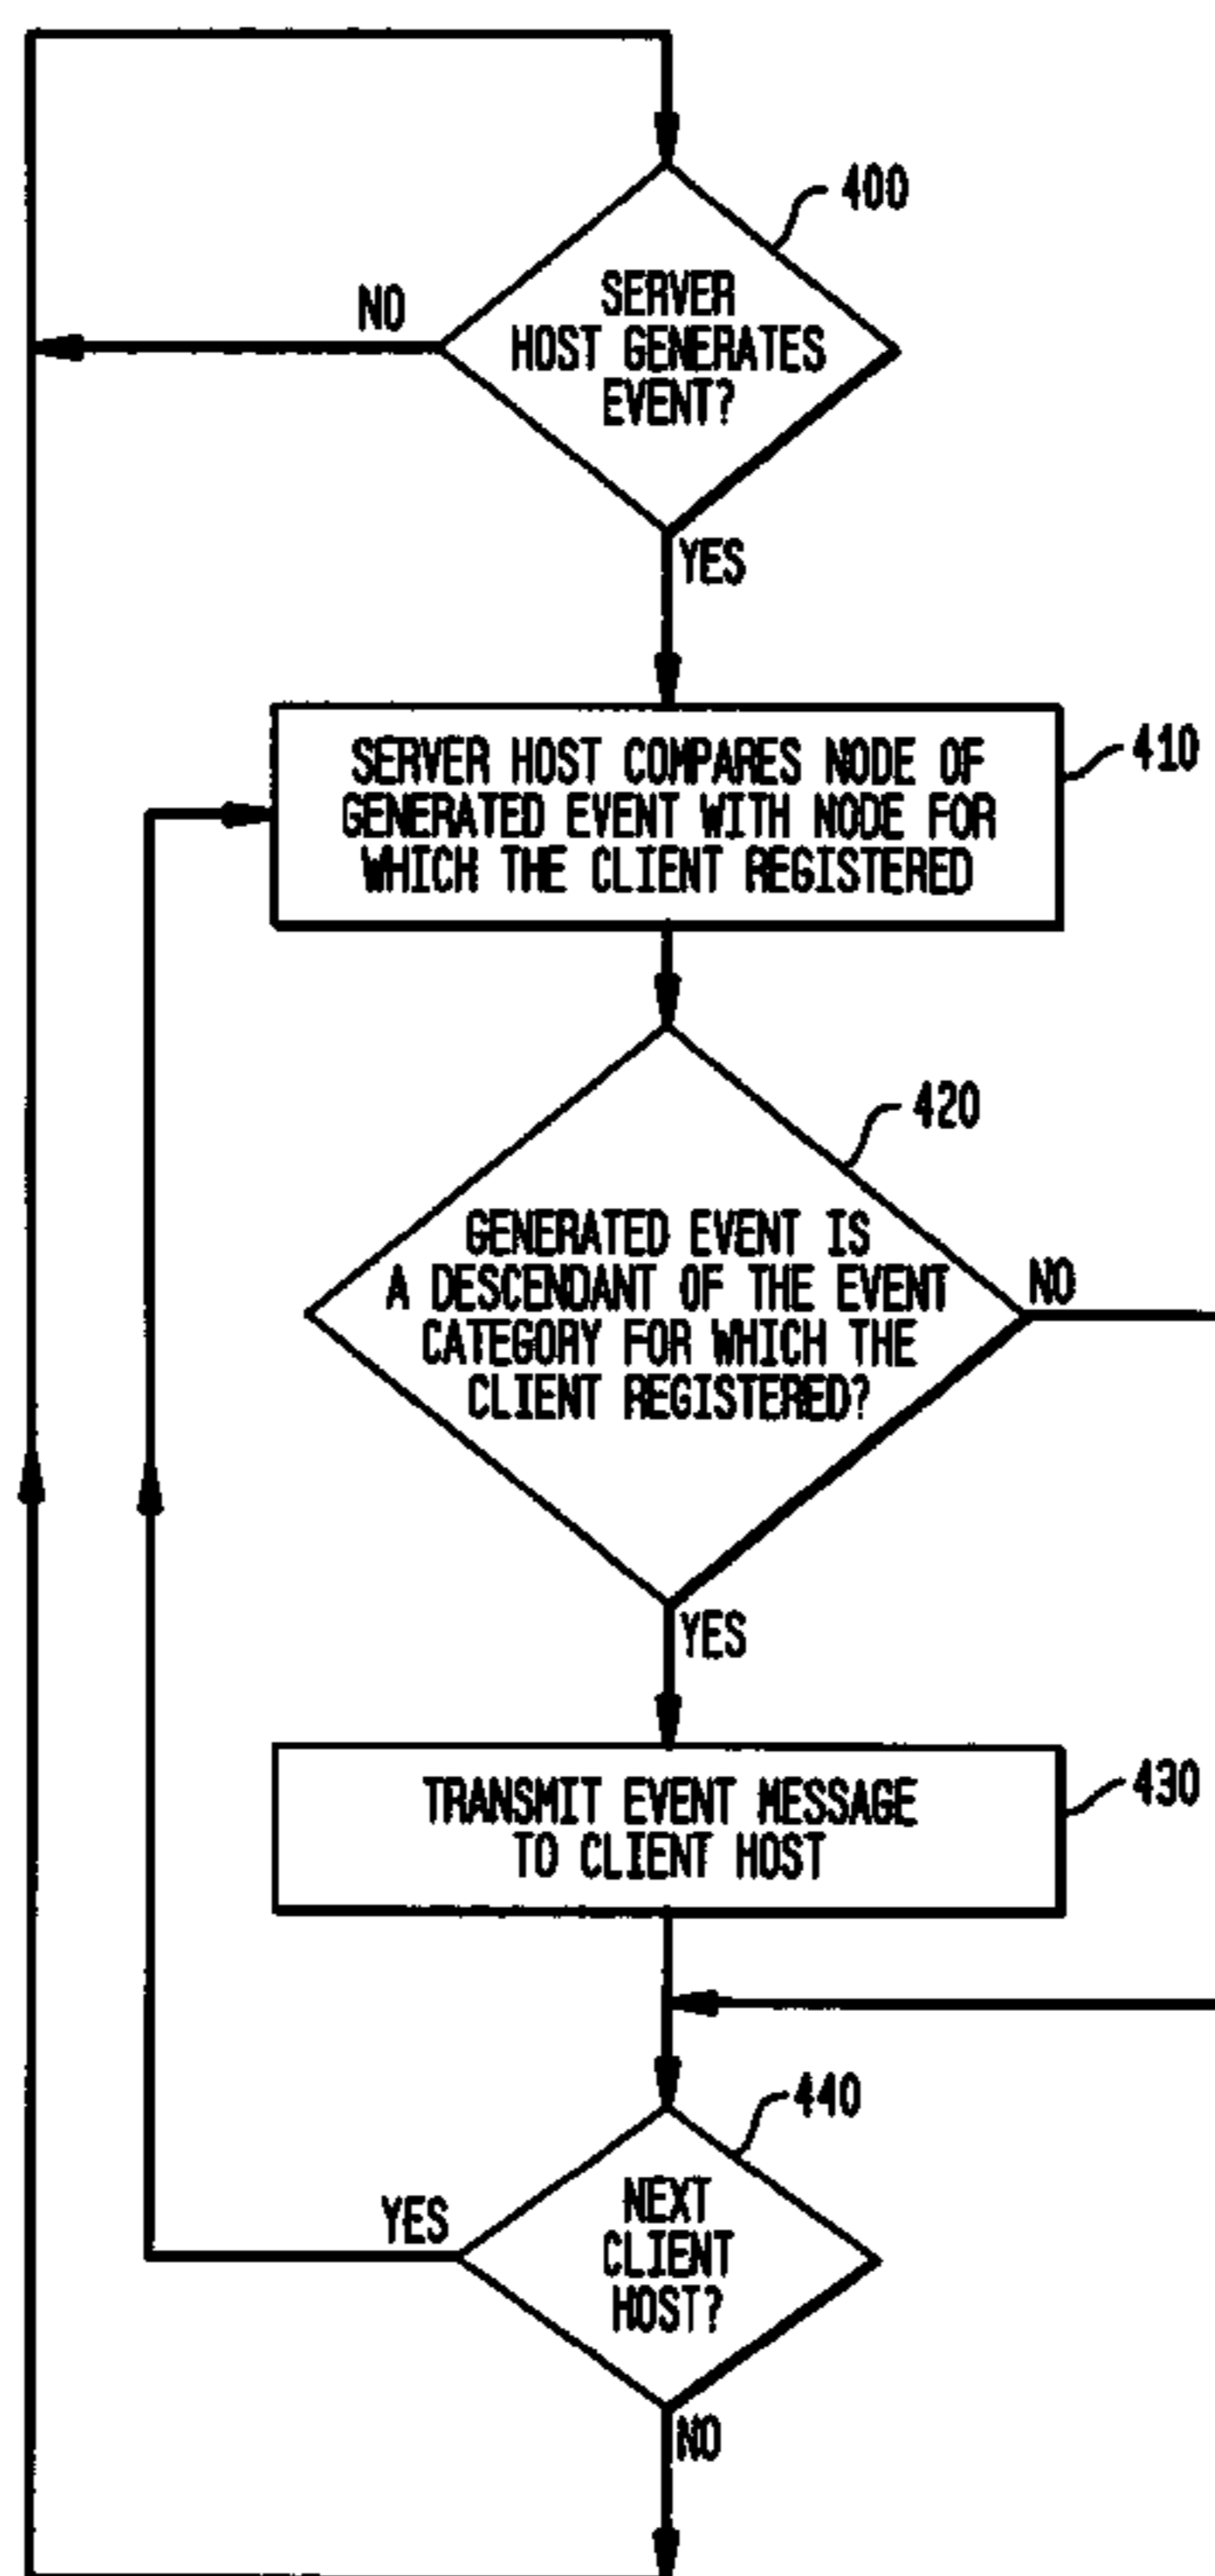 400
SERVER
HOST GENERATES
EVENT?
NO
YES
410
SERVER HOST COMPARES NODE OF
GENERATED EVENT WITH NODE FOR
WHICH THE CLIENT REGISTERED
420
GENERATED EVENT IS
A DESCENDANT OF THE EVENT
CATEGORY FOR WHICH THE
CLIENT REGISTERED?
NO
YES
430
TRANSMIT EVENT MESSAGE
TO CLIENT HOST
440
NEXT
CLIENT
HOST?
YES
NO